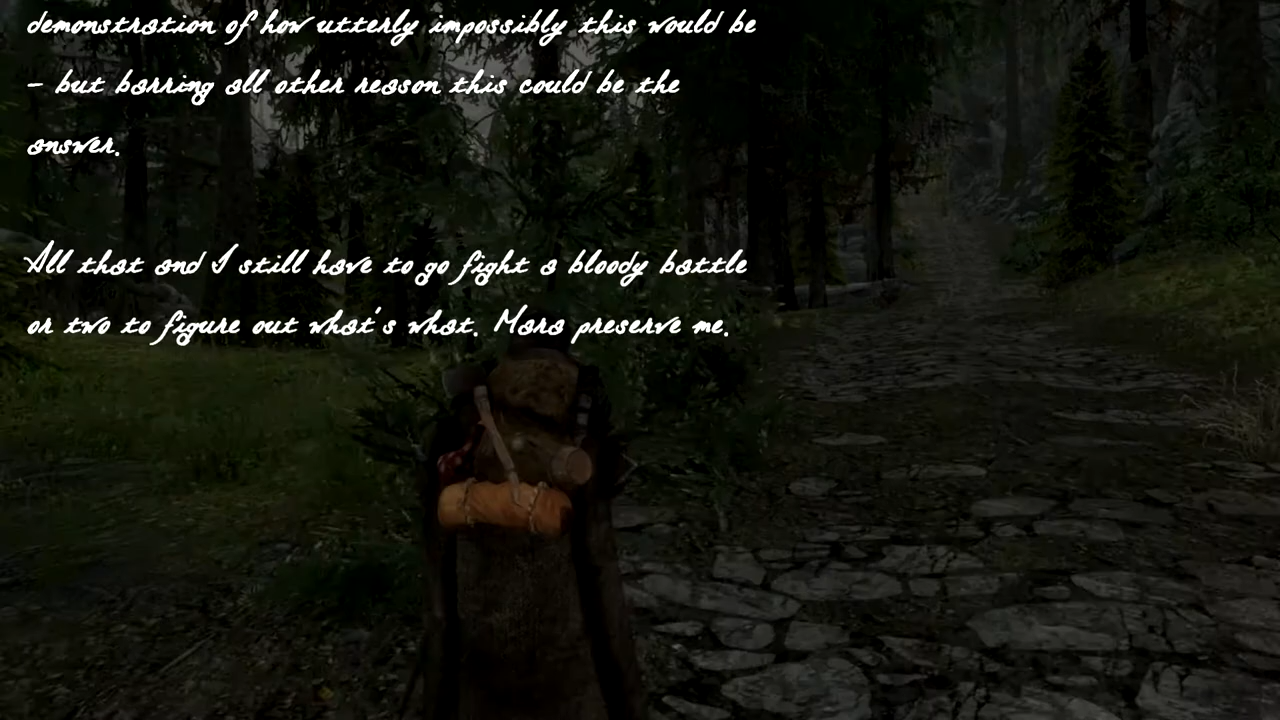 demonstration of how utterly impossibly this would be
- but barring all other reason this could be the
answer.
All that and I still have to go fight a bloody battle
or two to figure out what's what. Mara preserve me.